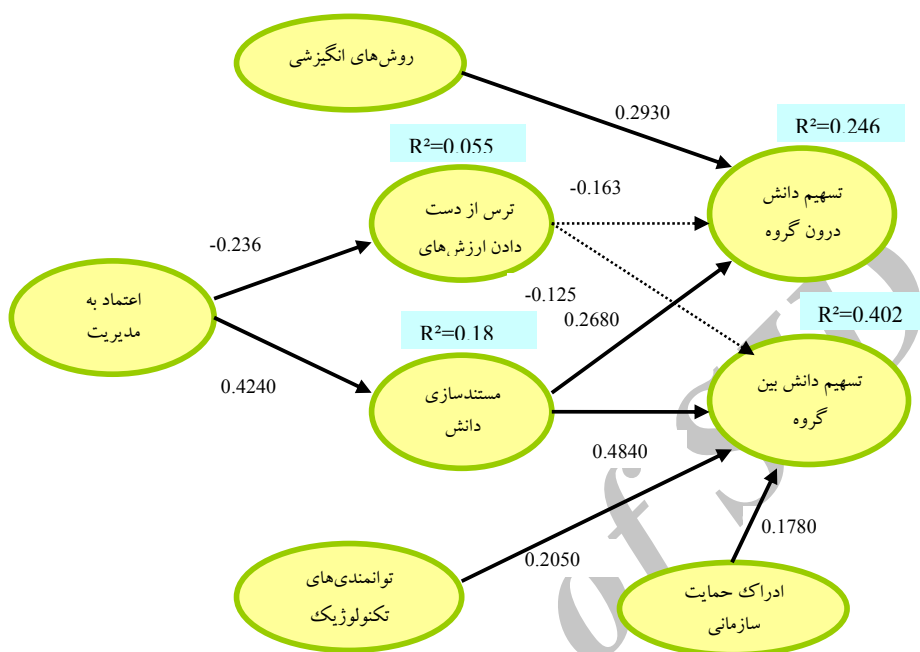 روش‌های انگیزشی
0.2930
R²=0.246
R²=0.055
تسهیم دانش
درون گروه
-0.163
ترس از دست
دادن ارزش‌های
-0.236
اعتماد به
مدیریت
-0.125
0.2680
R²=0.402
R²=0.18
0.4240
مستندسازی
دانش
تسهیم دانش بین
گروه
0.4840
0.1780
0.2050
توانمندی‌های
تکنولوژیک
ادراک حمایت
سازمانی
of SID